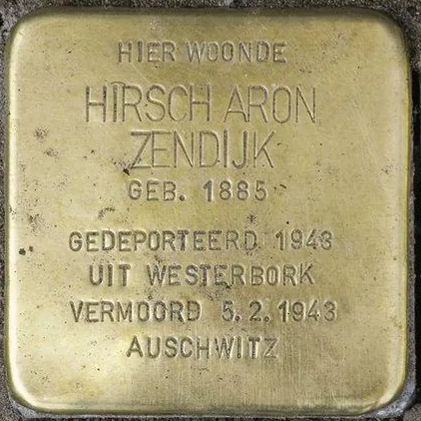 HIER WOONDE
HIRSCH ARON
ZENDIJK
GEB. 1885
GEDEPORTEERD 1943
UIT WESTERBORK
VERMOORD 5.2.1943
AUSCHWITZ